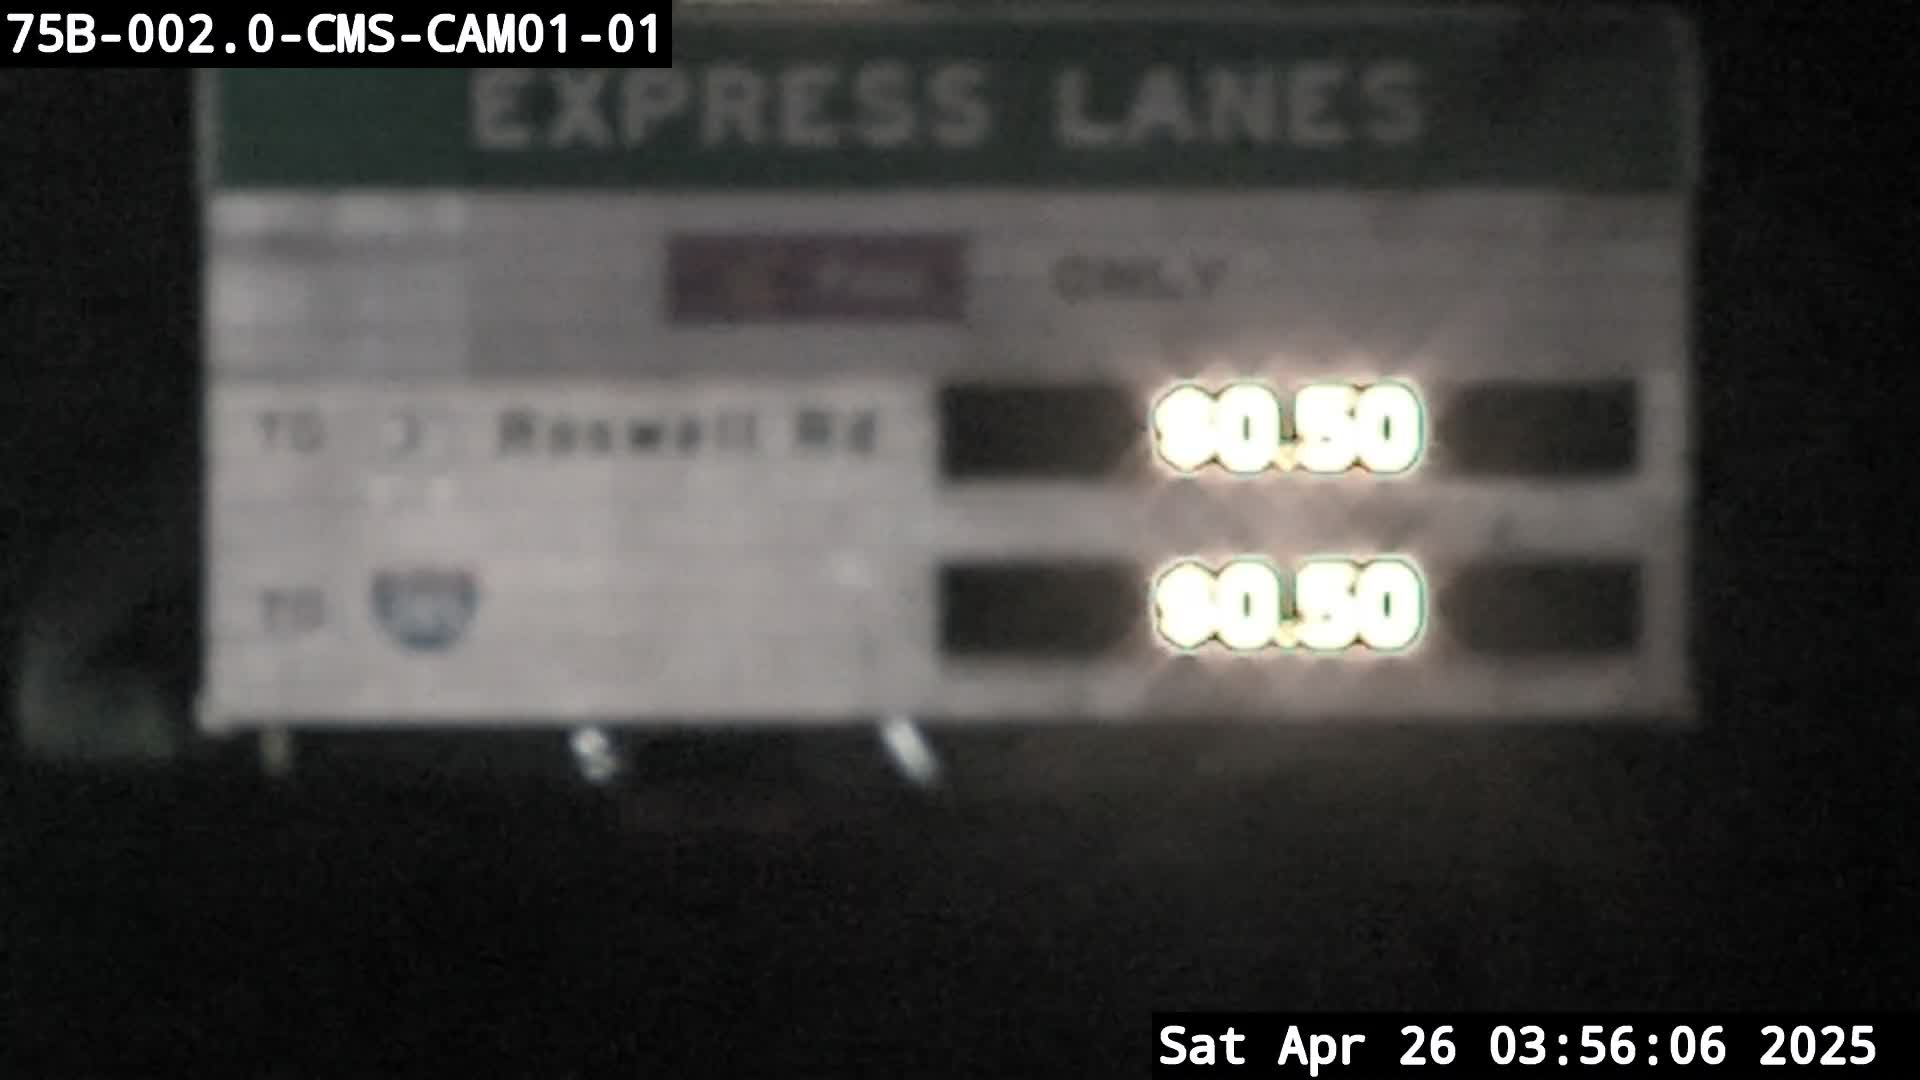 75B-002.0-CMS-CAM01-01
EXPRESS LANES
ONLY
TO Roswell Rd $0.50
TO $0.50
Sat Apr 26 03:56:06 2025